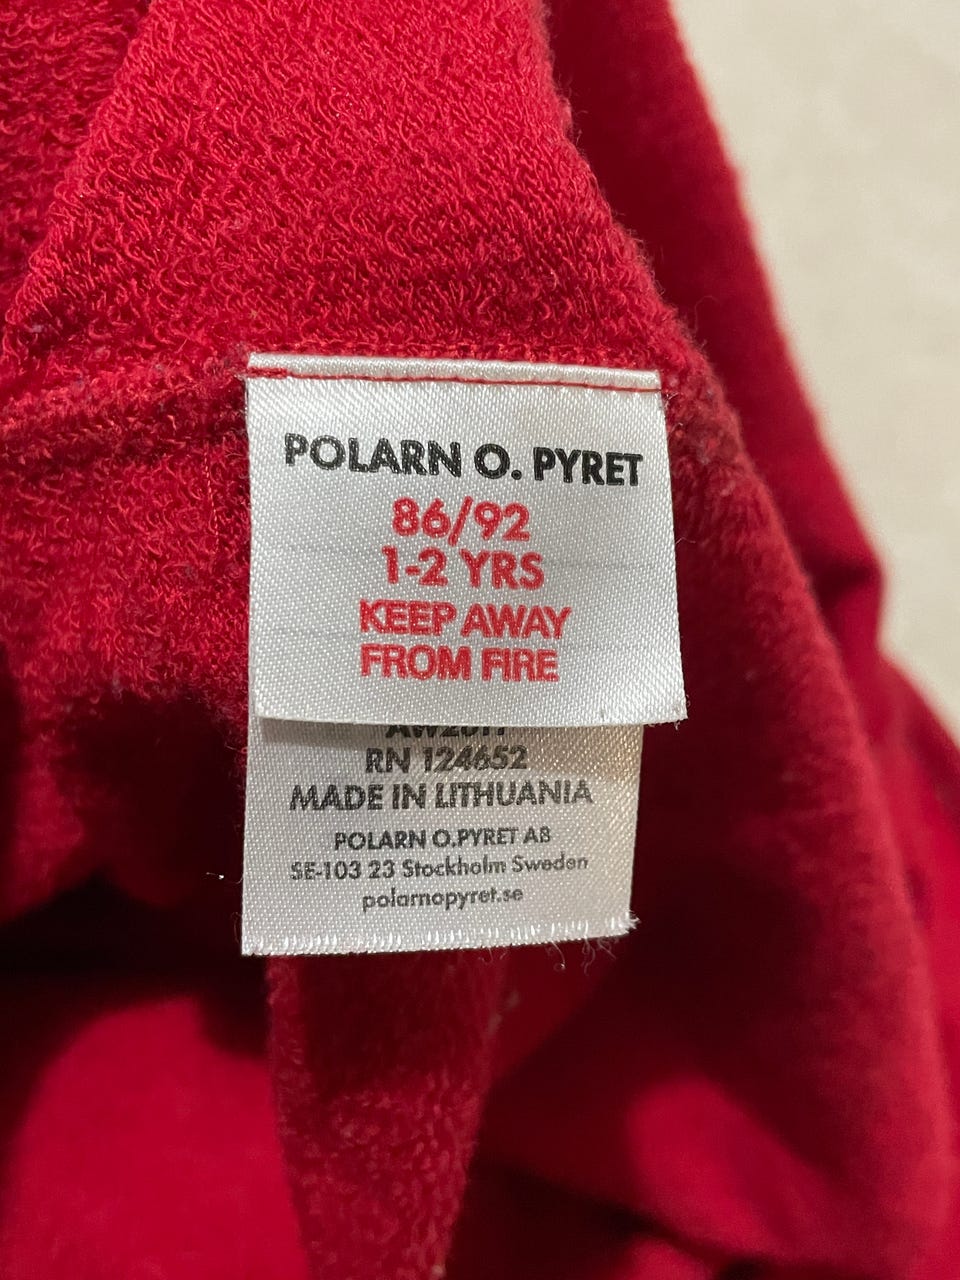 POLARN O. PYRET
86/92
1-2 YRS
KEEP AWAY
FROM FIRE
RN 124652
MADE IN LITHUANIA
POLARN O.PYRET AB
SE-103 23 Stockholm Sweden
polarnopyret.se